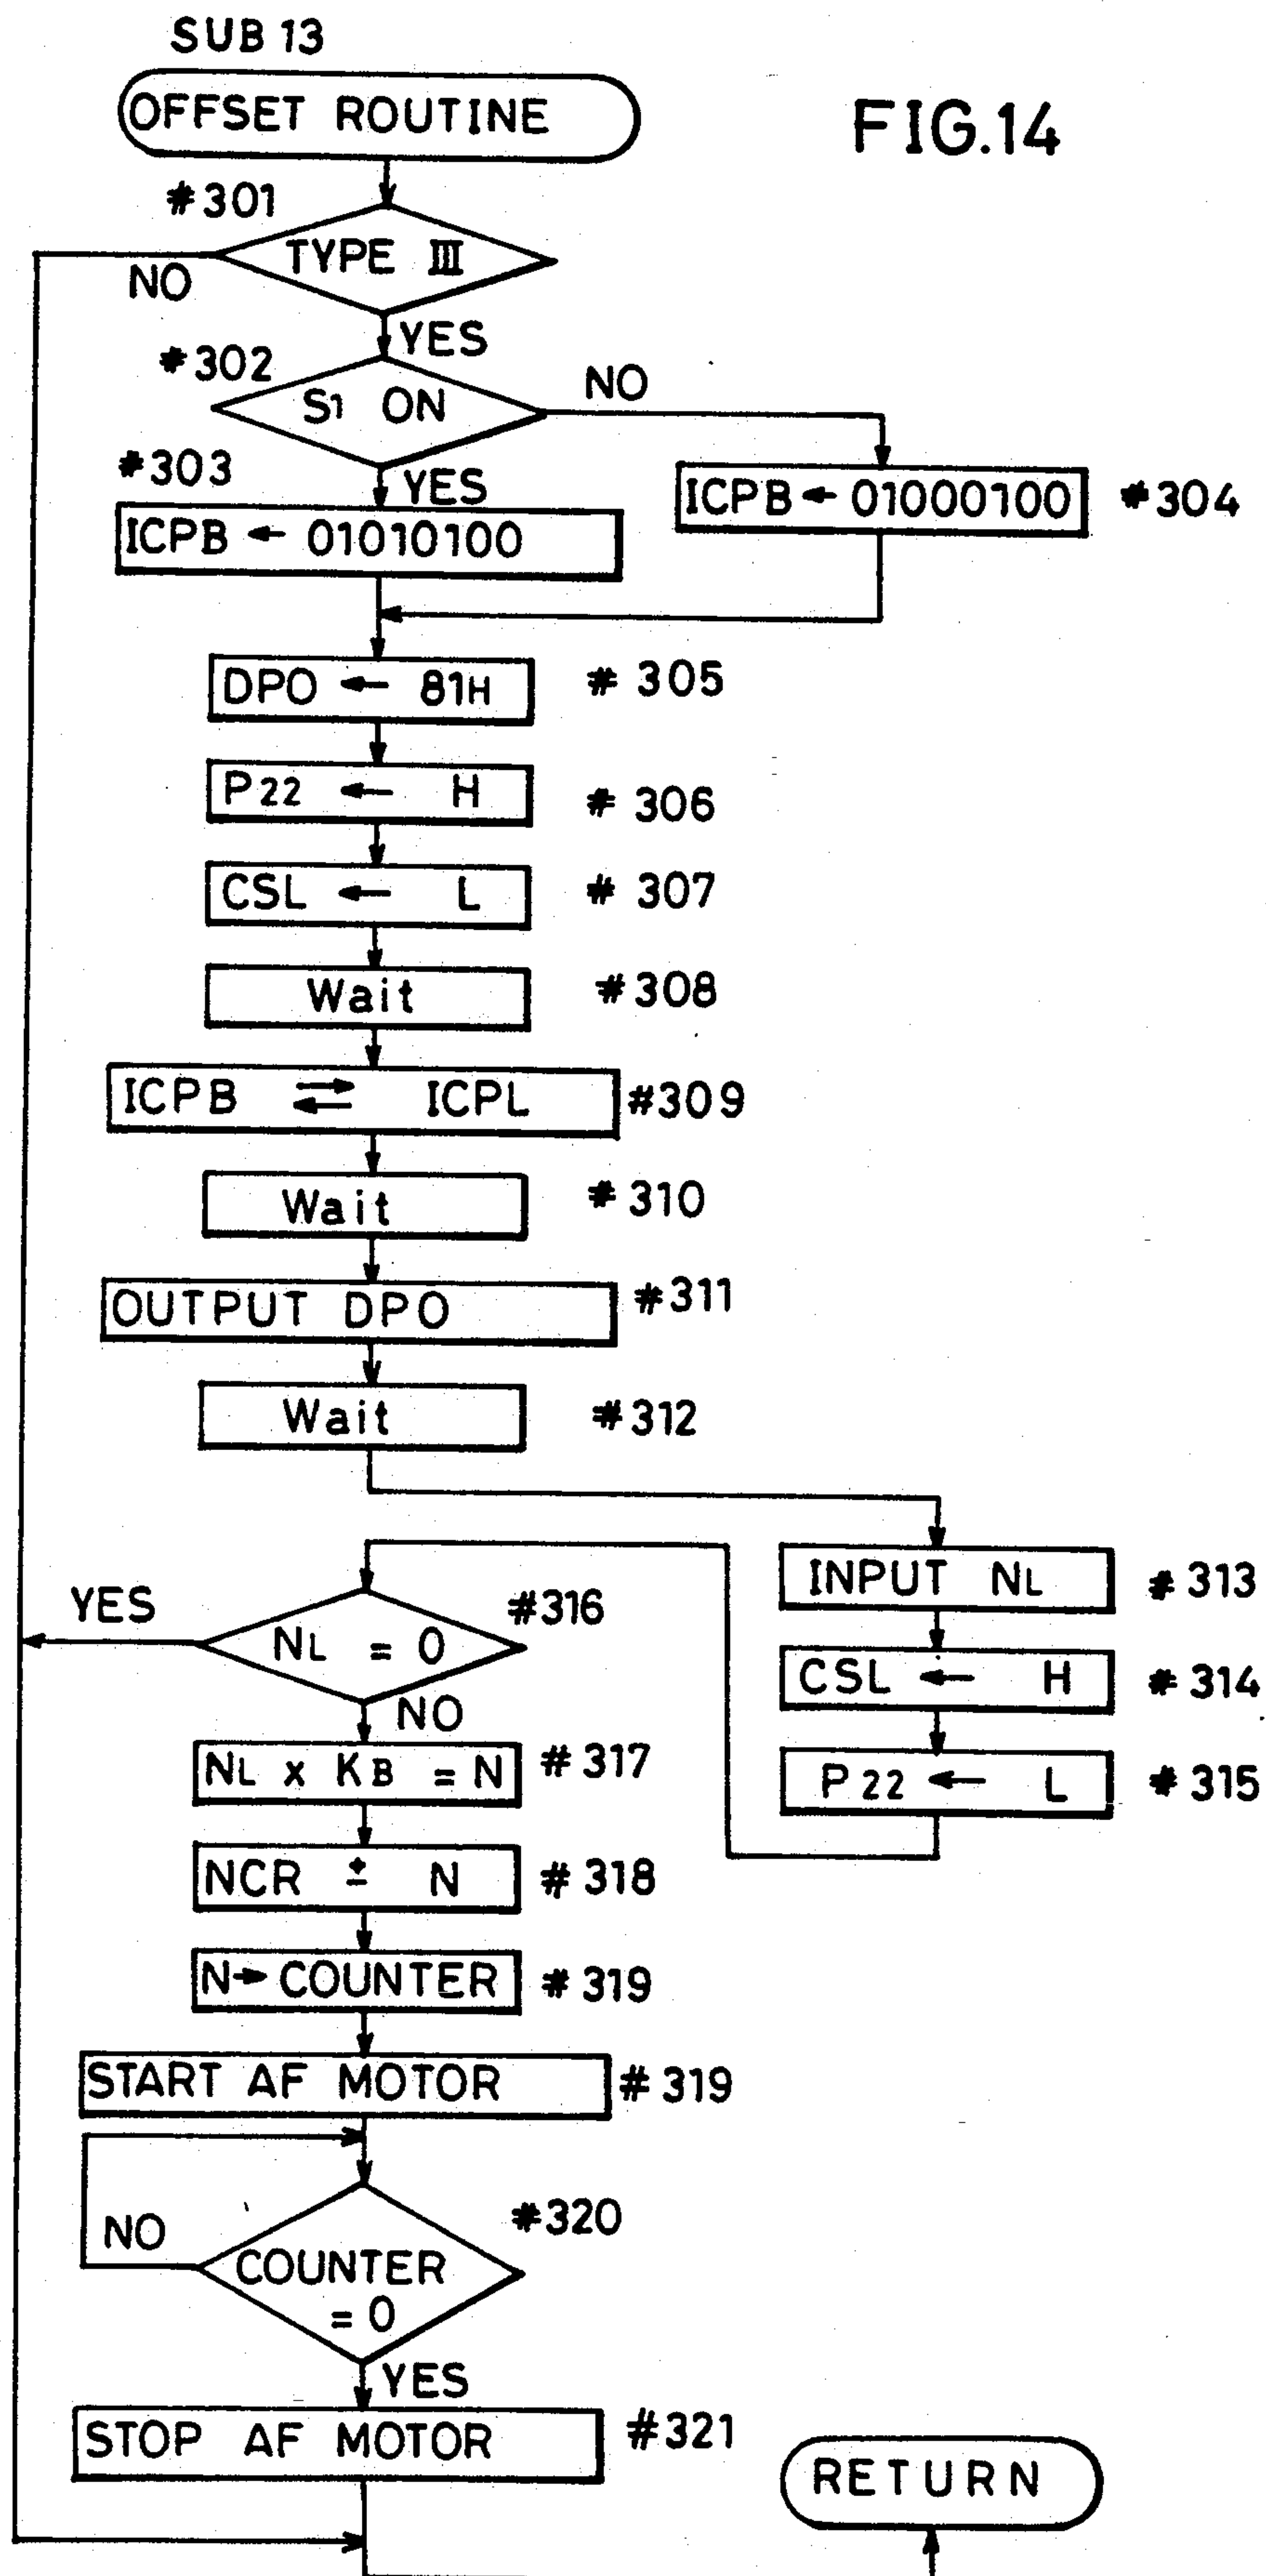 SUB 13
OFFSET ROUTINE
FIG.14
#301
TYPE III
NO
YES
#302
S1 ON
NO
#303
YES
ICPB ← 01010100
ICPB ← 01000100
#304
DPO ← 81H
# 305
P22 ← H
# 306
CSL ← L
# 307
Wait
#308
ICPB ⇄ ICPL
#309
Wait
#310
OUTPUT DPO
#311
Wait
#312
INPUT NL
# 313
CSL ← H
# 314
P22 ← L
# 315
YES
#316
NL = 0
NO
NL x KB = N
# 317
NCR ± N
# 318
N→ COUNTER
# 319
START AF MOTOR
# 319
NO
#320
COUNTER
= 0
YES
STOP AF MOTOR
#321
RETURN